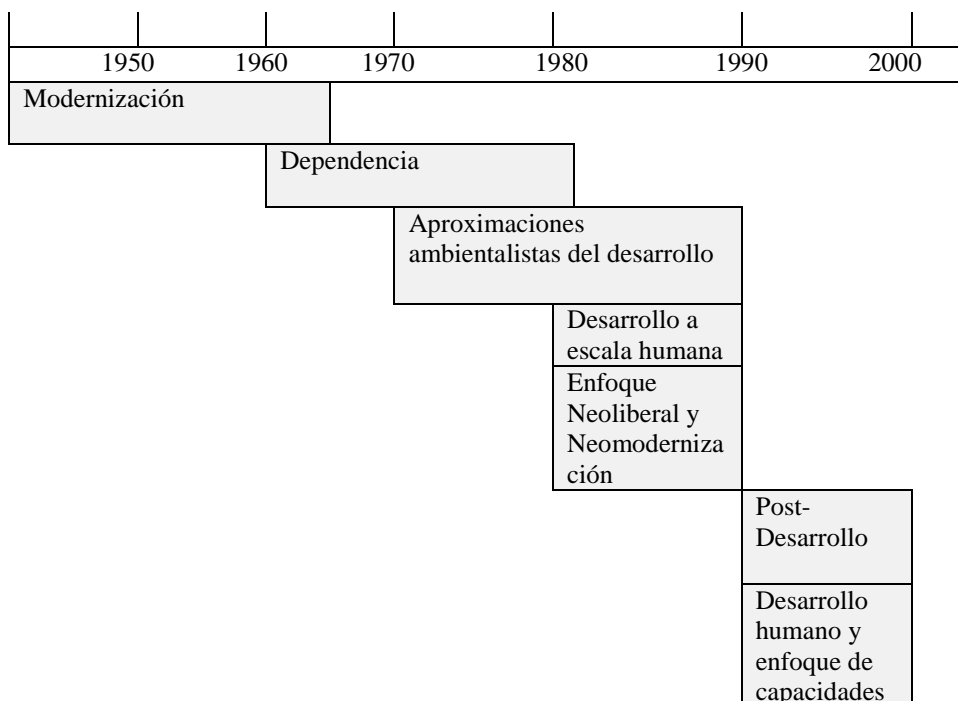 1950 1960 1970 1980 1990 2000
Modernización
Dependencia
Aproximaciones
ambientalistas del desarrollo
Desarrollo a
escala humana
Enfoque
Neoliberal y
Neomoderniza
ción
Post-
Desarrollo
Desarrollo
humano y
enfoque de
capacidades